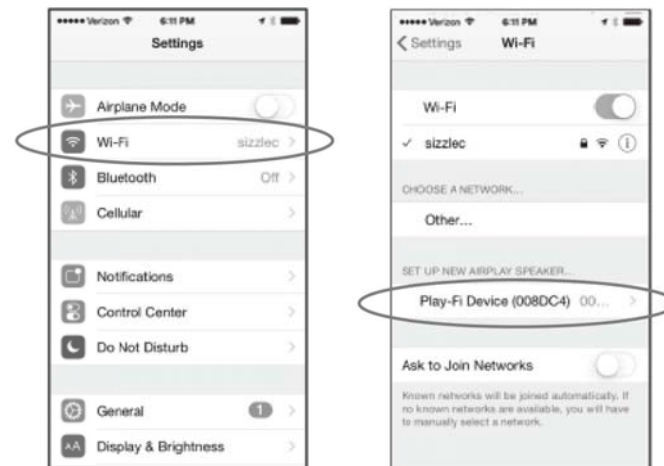 Verizon 6:11 PM
Settings
Airplane Mode
Wi-Fi sizzlec
Bluetooth Off
Cellular
Notifications
Control Center
Do Not Disturb
General 1
Display & Brightness
Verizon 6:11 PM
Settings Wi-Fi
Wi-Fi
sizzlec
CHOOSE A NETWORK...
Other...
SET UP NEW AIRPLAY SPEAKER...
Play-Fi Device (008DC4) 00...
Ask to Join Networks
Known networks will be joined automatically. If
no known networks are available, you will have
to manually select a network.